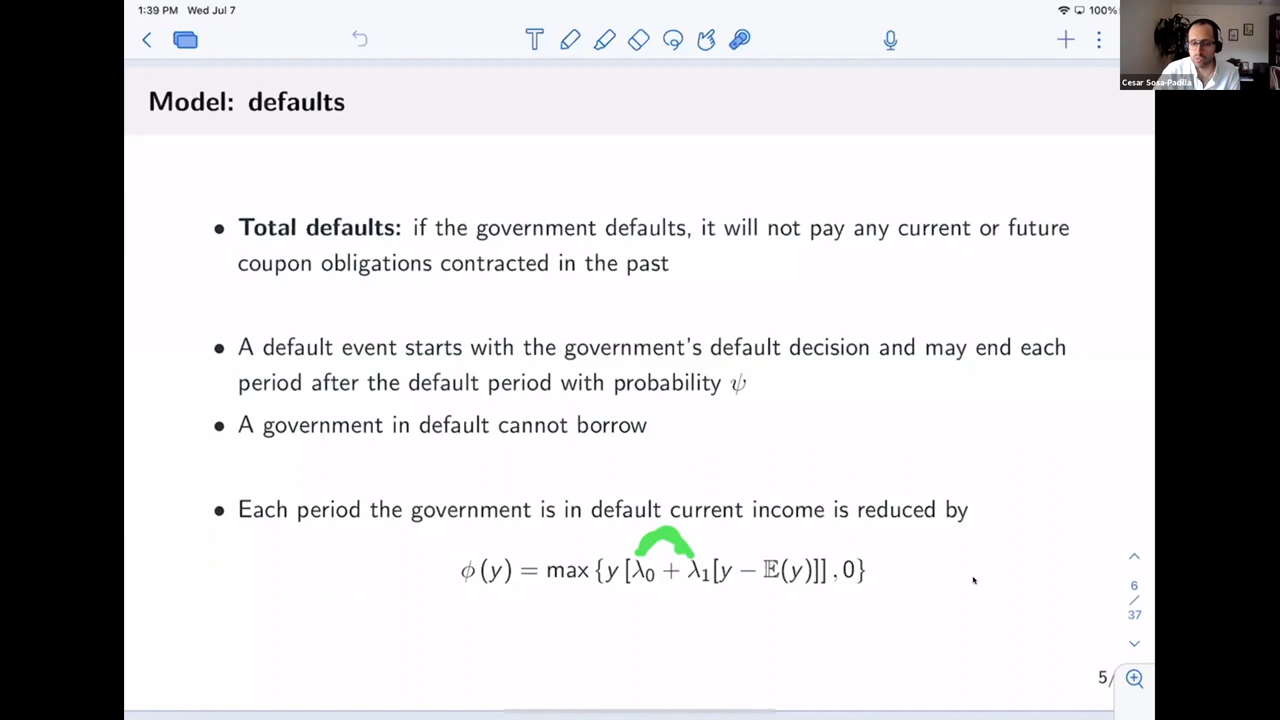 1:39 PM Wed Jul 7
100%
Cesar Sosa-Padilla
Model: defaults
• Total defaults: if the government defaults, it will not pay any current or future
coupon obligations contracted in the past
• A default event starts with the government's default decision and may end each
period after the default period with probability ψ
• A government in default cannot borrow
• Each period the government is in default current income is reduced by
ϕ(y) = max {y [λ₀ + λ₁[y − 𝔼(y)]] , 0}
6
/
37
5/